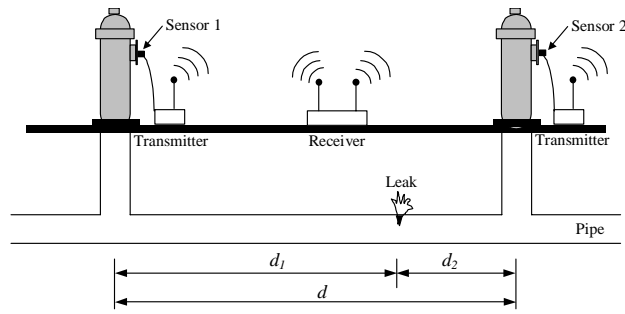 Sensor 1
Sensor 2
Transmitter
Receiver
Transmitter
Leak
Pipe
d1
d2
d